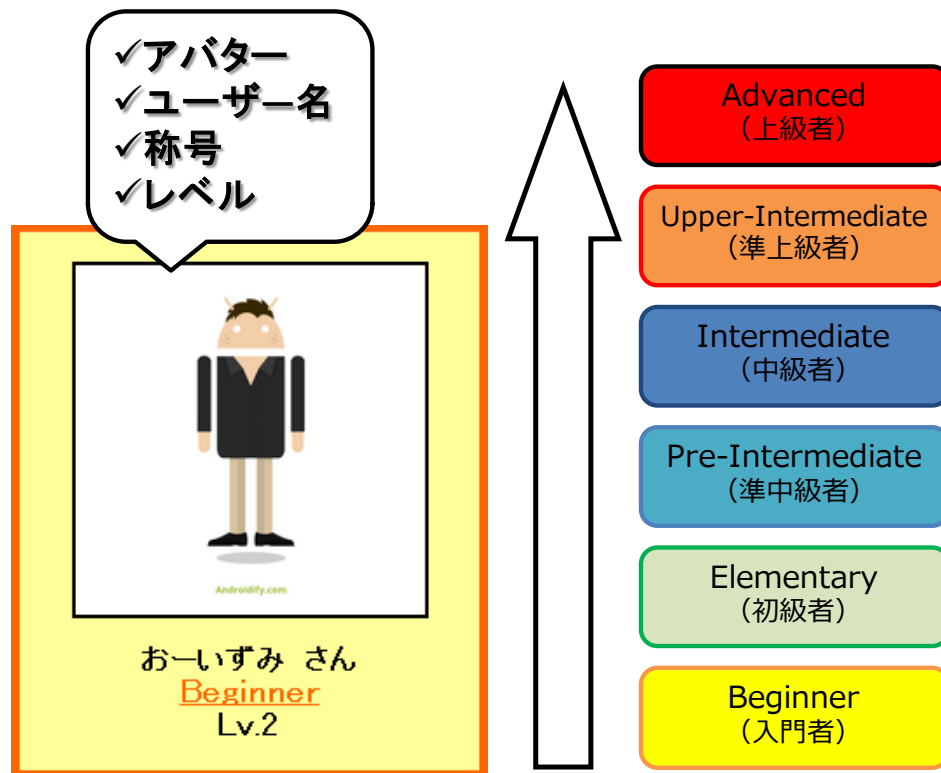 ✓アバター
✓ユーザー名
✓称号
✓レベル
Androidify.com
おーいずみ さん
Beginner
Lv.2
Advanced
（上級者）
Upper-Intermediate
（準上級者）
Intermediate
（中級者）
Pre-Intermediate
（準中級者）
Elementary
（初級者）
Beginner
（入門者）